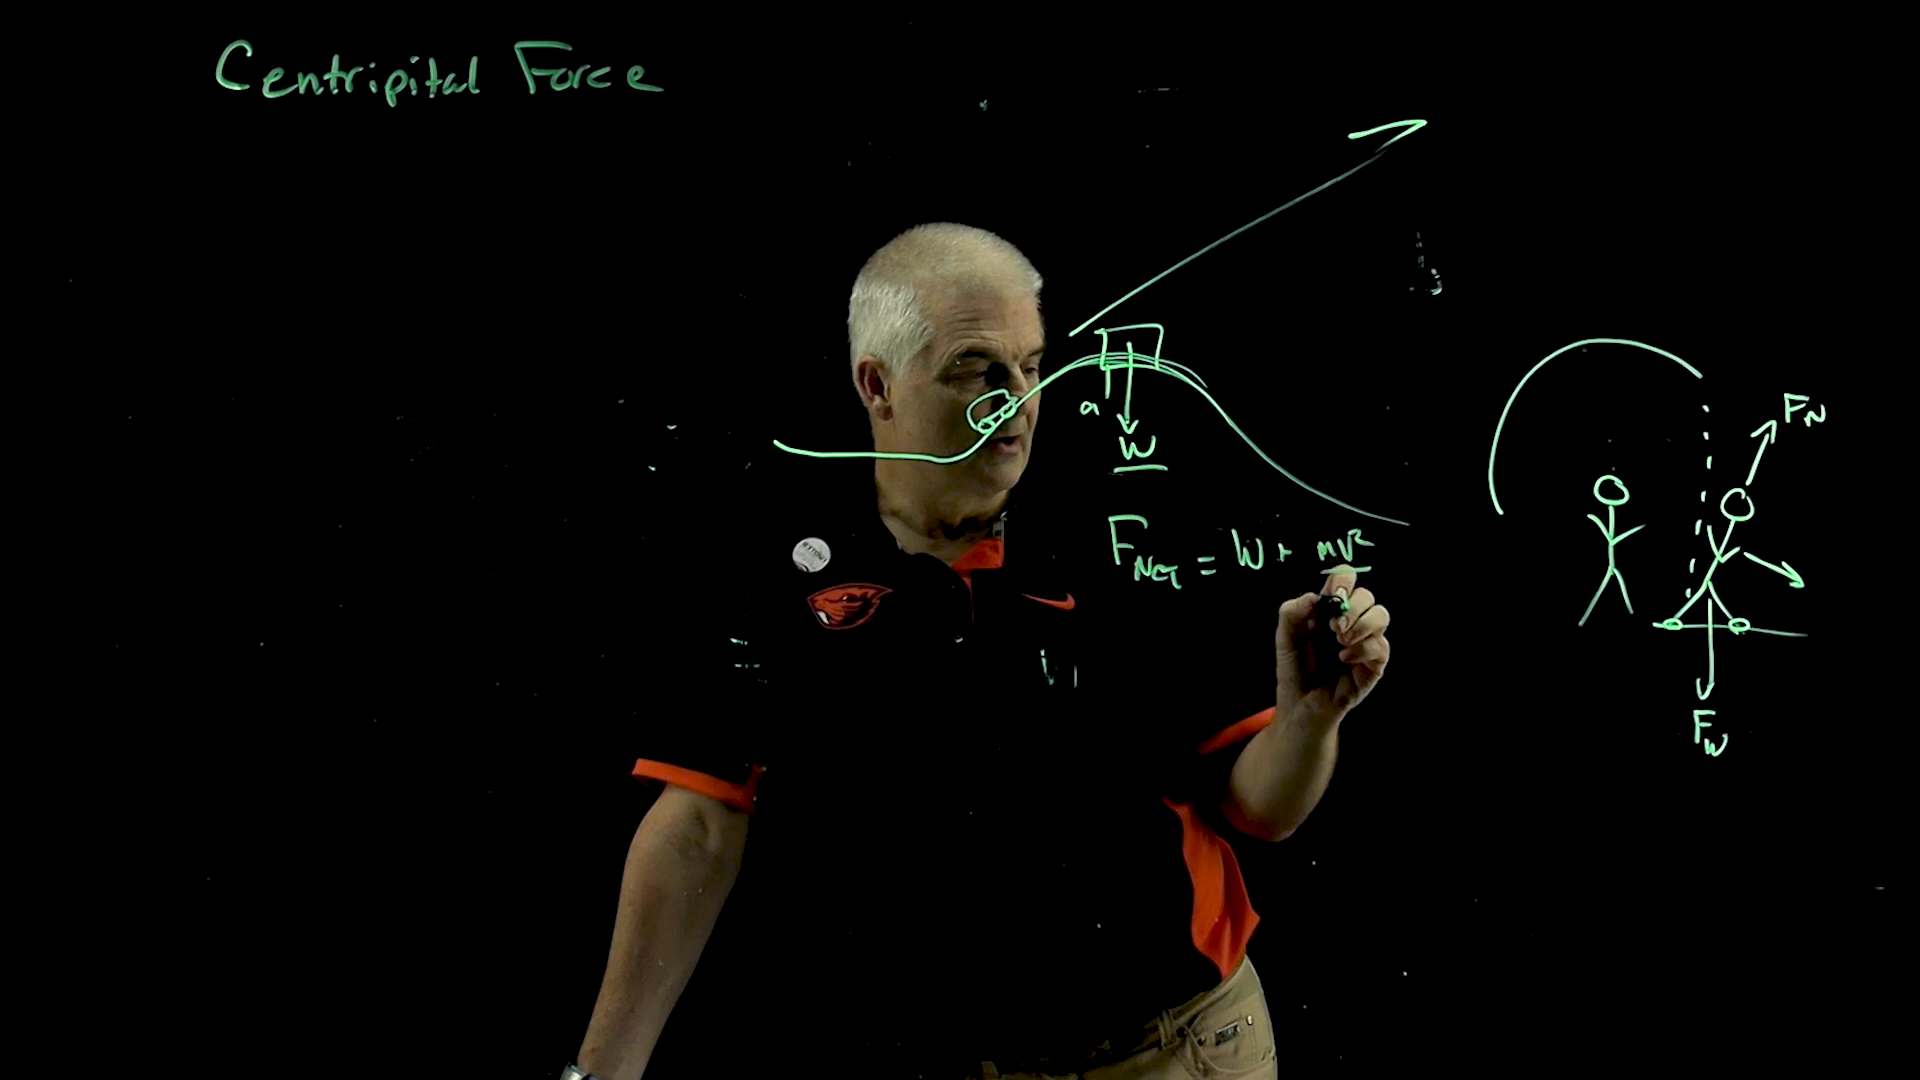 Centripital Force
a
W
F_Net = W + mv²
F_N
F_W